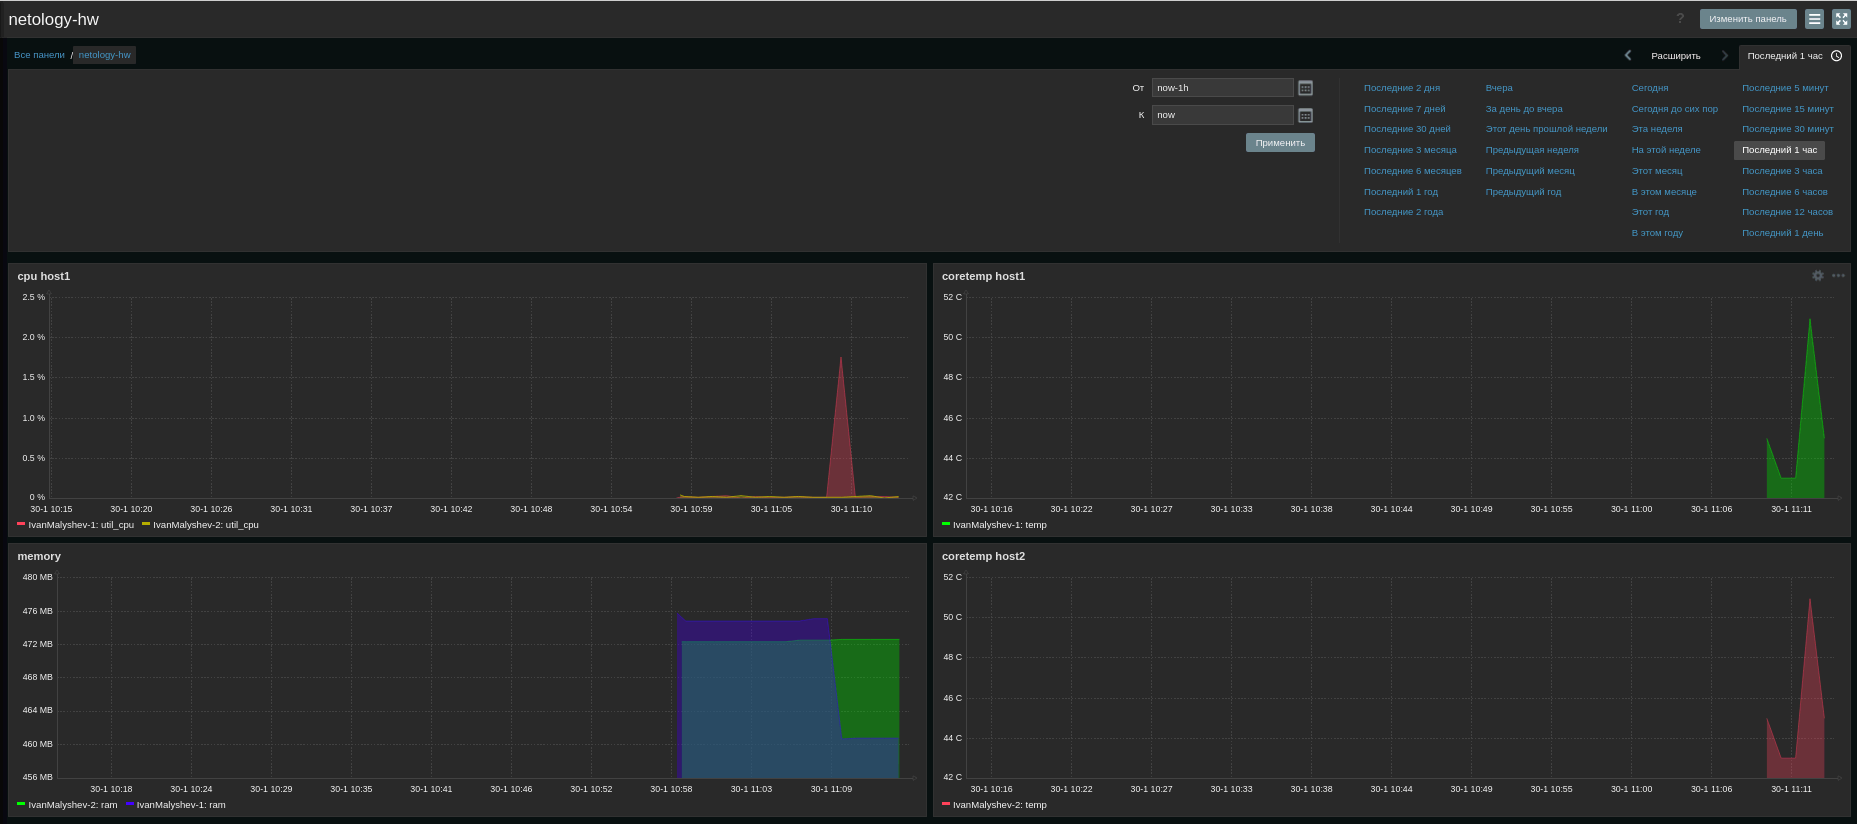 netology-hw
? Изменить панель
Все панели / netology-hw
Расширить
Последний 1 час
От now-1h
К now
Применить
Последние 2 дня Вчера Сегодня Последние 5 минут
Последние 7 дней За день до вчера Сегодня до сих пор Последние 15 минут
Последние 30 дней Этот день прошлой недели Эта неделя Последние 30 минут
Последние 3 месяца Предыдущая неделя На этой неделе Последний 1 час
Последние 6 месяцев Предыдущий месяц Этот месяц Последние 3 часа
Последний 1 год Предыдущий год В этом месяце Последние 6 часов
Последние 2 года Этот год Последние 12 часов
В этом году Последний 1 день
cpu host1
2.5 %
2.0 %
1.5 %
1.0 %
0.5 %
0 %
30-1 10:15 30-1 10:20 30-1 10:26 30-1 10:31 30-1 10:37 30-1 10:42 30-1 10:48 30-1 10:54 30-1 10:59 30-1 11:05 30-1 11:10
IvanMalyshev-1: util_cpu IvanMalyshev-2: util_cpu
coretemp host1
52 C
50 C
48 C
46 C
44 C
42 C
30-1 10:16 30-1 10:22 30-1 10:27 30-1 10:33 30-1 10:38 30-1 10:44 30-1 10:49 30-1 10:55 30-1 11:00 30-1 11:06 30-1 11:11
IvanMalyshev-1: temp
memory
480 MB
476 MB
472 MB
468 MB
464 MB
460 MB
456 MB
30-1 10:18 30-1 10:24 30-1 10:29 30-1 10:35 30-1 10:41 30-1 10:46 30-1 10:52 30-1 10:58 30-1 11:03 30-1 11:09
IvanMalyshev-2: ram IvanMalyshev-1: ram
coretemp host2
52 C
50 C
48 C
46 C
44 C
42 C
30-1 10:16 30-1 10:22 30-1 10:27 30-1 10:33 30-1 10:38 30-1 10:44 30-1 10:49 30-1 10:55 30-1 11:00 30-1 11:06 30-1 11:11
IvanMalyshev-2: temp